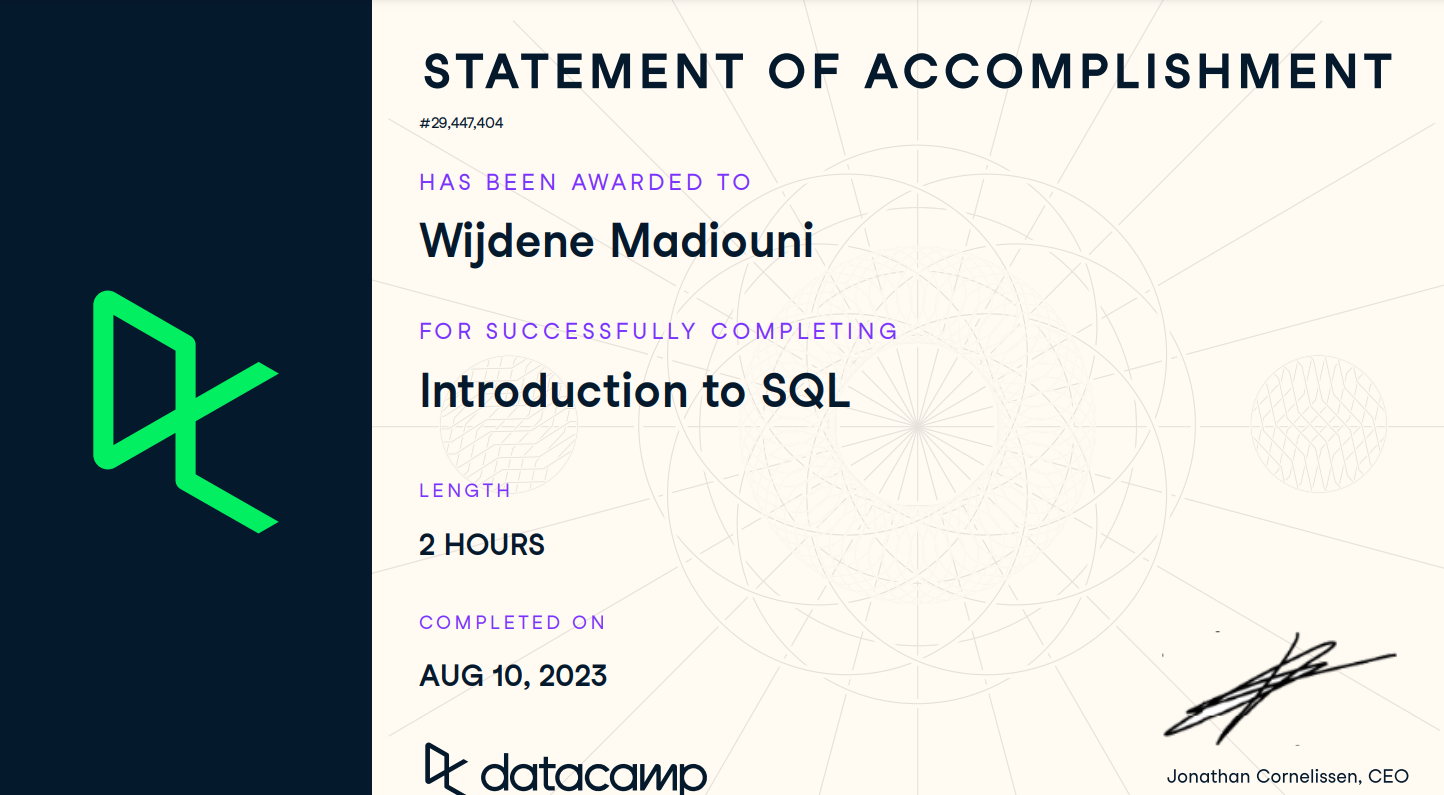 STATEMENT OF ACCOMPLISHMENT
#29,447,404
HAS BEEN AWARDED TO
Wijdene Madiouni
FOR SUCCESSFULLY COMPLETING
Introduction to SQL
LENGTH
2 HOURS
COMPLETED ON
AUG 10, 2023
datacamp
Jonathan Cornelissen, CEO